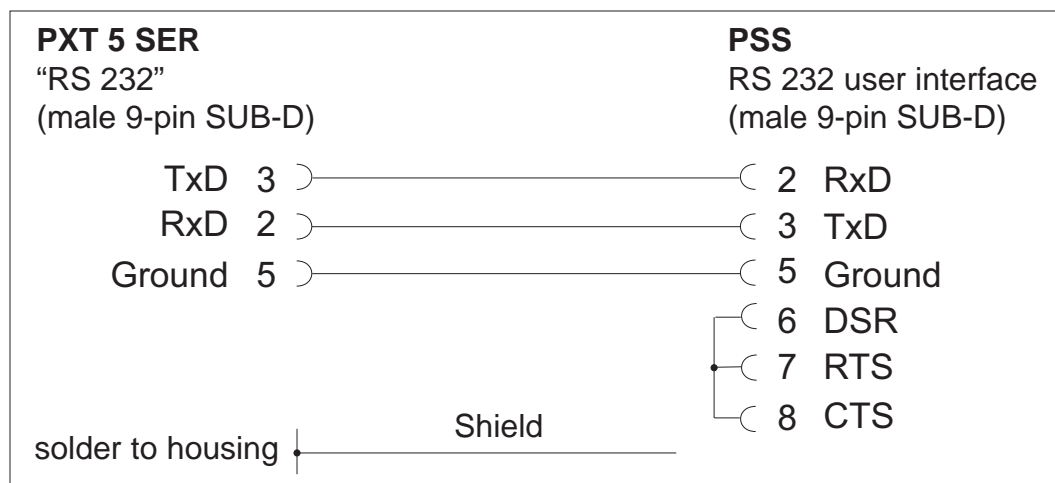 PXT 5 SER
“RS 232”
(male 9-pin SUB-D)
PSS
RS 232 user interface
(male 9-pin SUB-D)
TxD 3 2 RxD
RxD 2 3 TxD
Ground 5 5 Ground
6 DSR
7 RTS
8 CTS
Shield
solder to housing